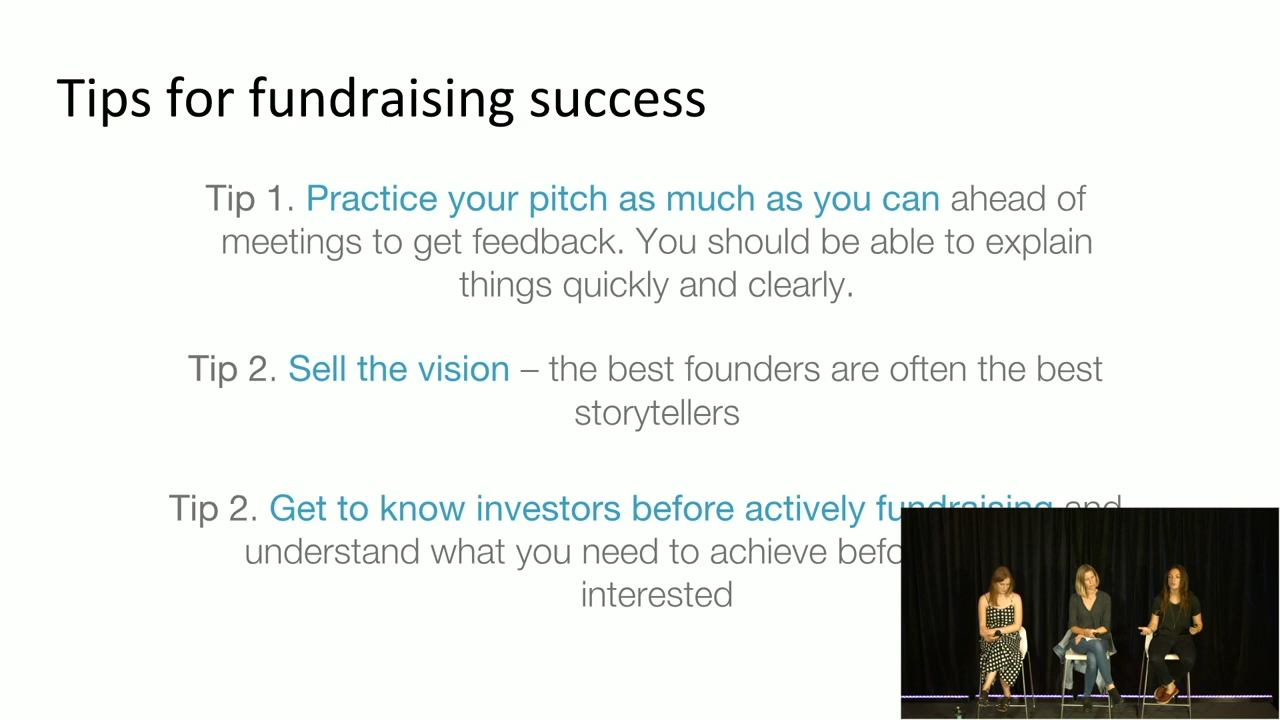 Tips for fundraising success
Tip 1. Practice your pitch as much as you can ahead of
meetings to get feedback. You should be able to explain
things quickly and clearly.
Tip 2. Sell the vision – the best founders are often the best
storytellers
Tip 2. Get to know investors before actively fundraising and
understand what you need to achieve
interested